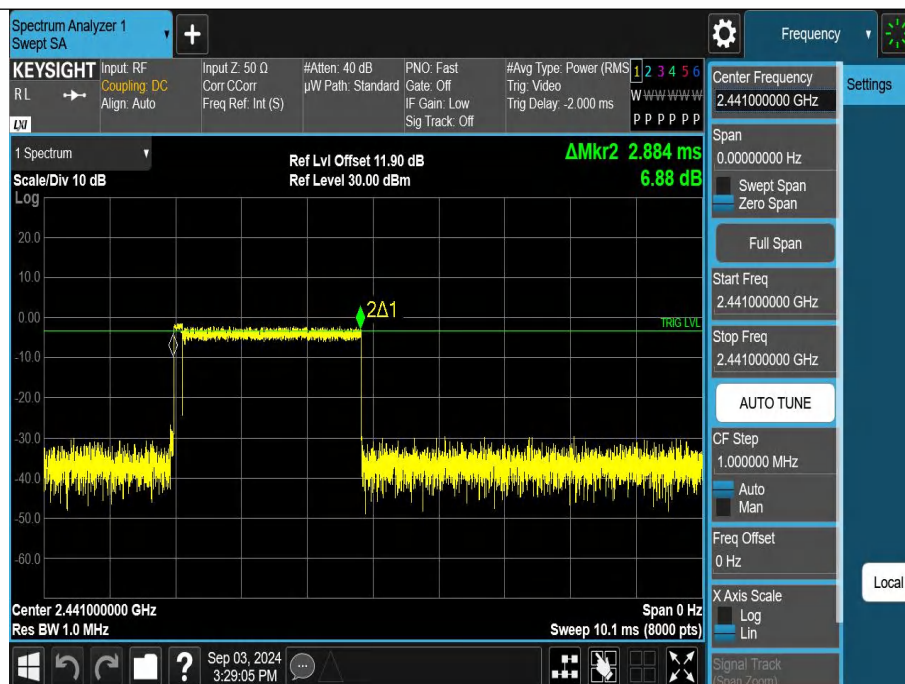 Spectrum Analyzer 1
Swept SA
Frequency
KEYSIGHT
RL
LXI
Input: RF
Coupling: DC
Align: Auto
Input Z: 50 Ω
Corr CCorr
Freq Ref: Int (S)
#Atten: 40 dB
µW Path: Standard
PNO: Fast
Gate: Off
IF Gain: Low
Sig Track: Off
#Avg Type: Power (RMS
Trig: Video
Trig Delay: -2.000 ms
1 2 3 4 5 6
W W W W W W
P P P P P P
1 Spectrum
Scale/Div 10 dB
Ref Lvl Offset 11.90 dB
Ref Level 30.00 dBm
ΔMkr2 2.884 ms
6.88 dB
Log
20.0
10.0
0.00
-10.0
-20.0
-30.0
-40.0
-50.0
-60.0
2Δ1
TRIG LVL
Center 2.441000000 GHz
Res BW 1.0 MHz
Span 0 Hz
Sweep 10.1 ms (8000 pts)
Center Frequency
2.441000000 GHz
Settings
Span
0.00000000 Hz
Swept Span
Zero Span
Full Span
Start Freq
2.441000000 GHz
Stop Freq
2.441000000 GHz
AUTO TUNE
CF Step
1.000000 MHz
Auto
Man
Freq Offset
0 Hz
Local
X Axis Scale
Log
Lin
Signal Track
(Span Zoom)
?
Sep 03, 2024
3:29:05 PM